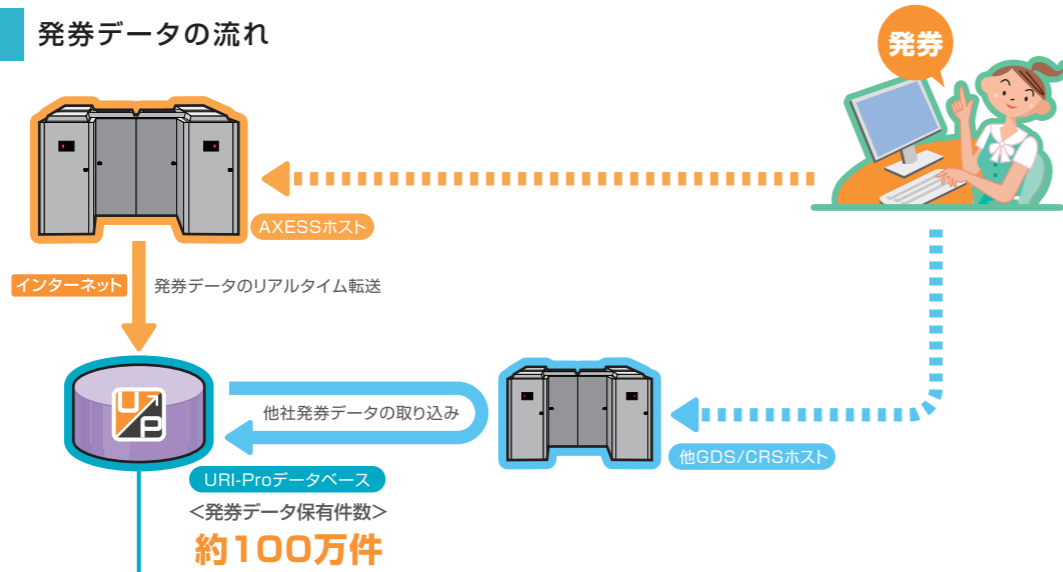 発券データの流れ
発券
AXESSホスト
インターネット
発券データのリアルタイム転送
UP
他社発券データの取り込み
他GDS/CRSホスト
URI-Proデータベース
<発券データ保有件数>
約100万件